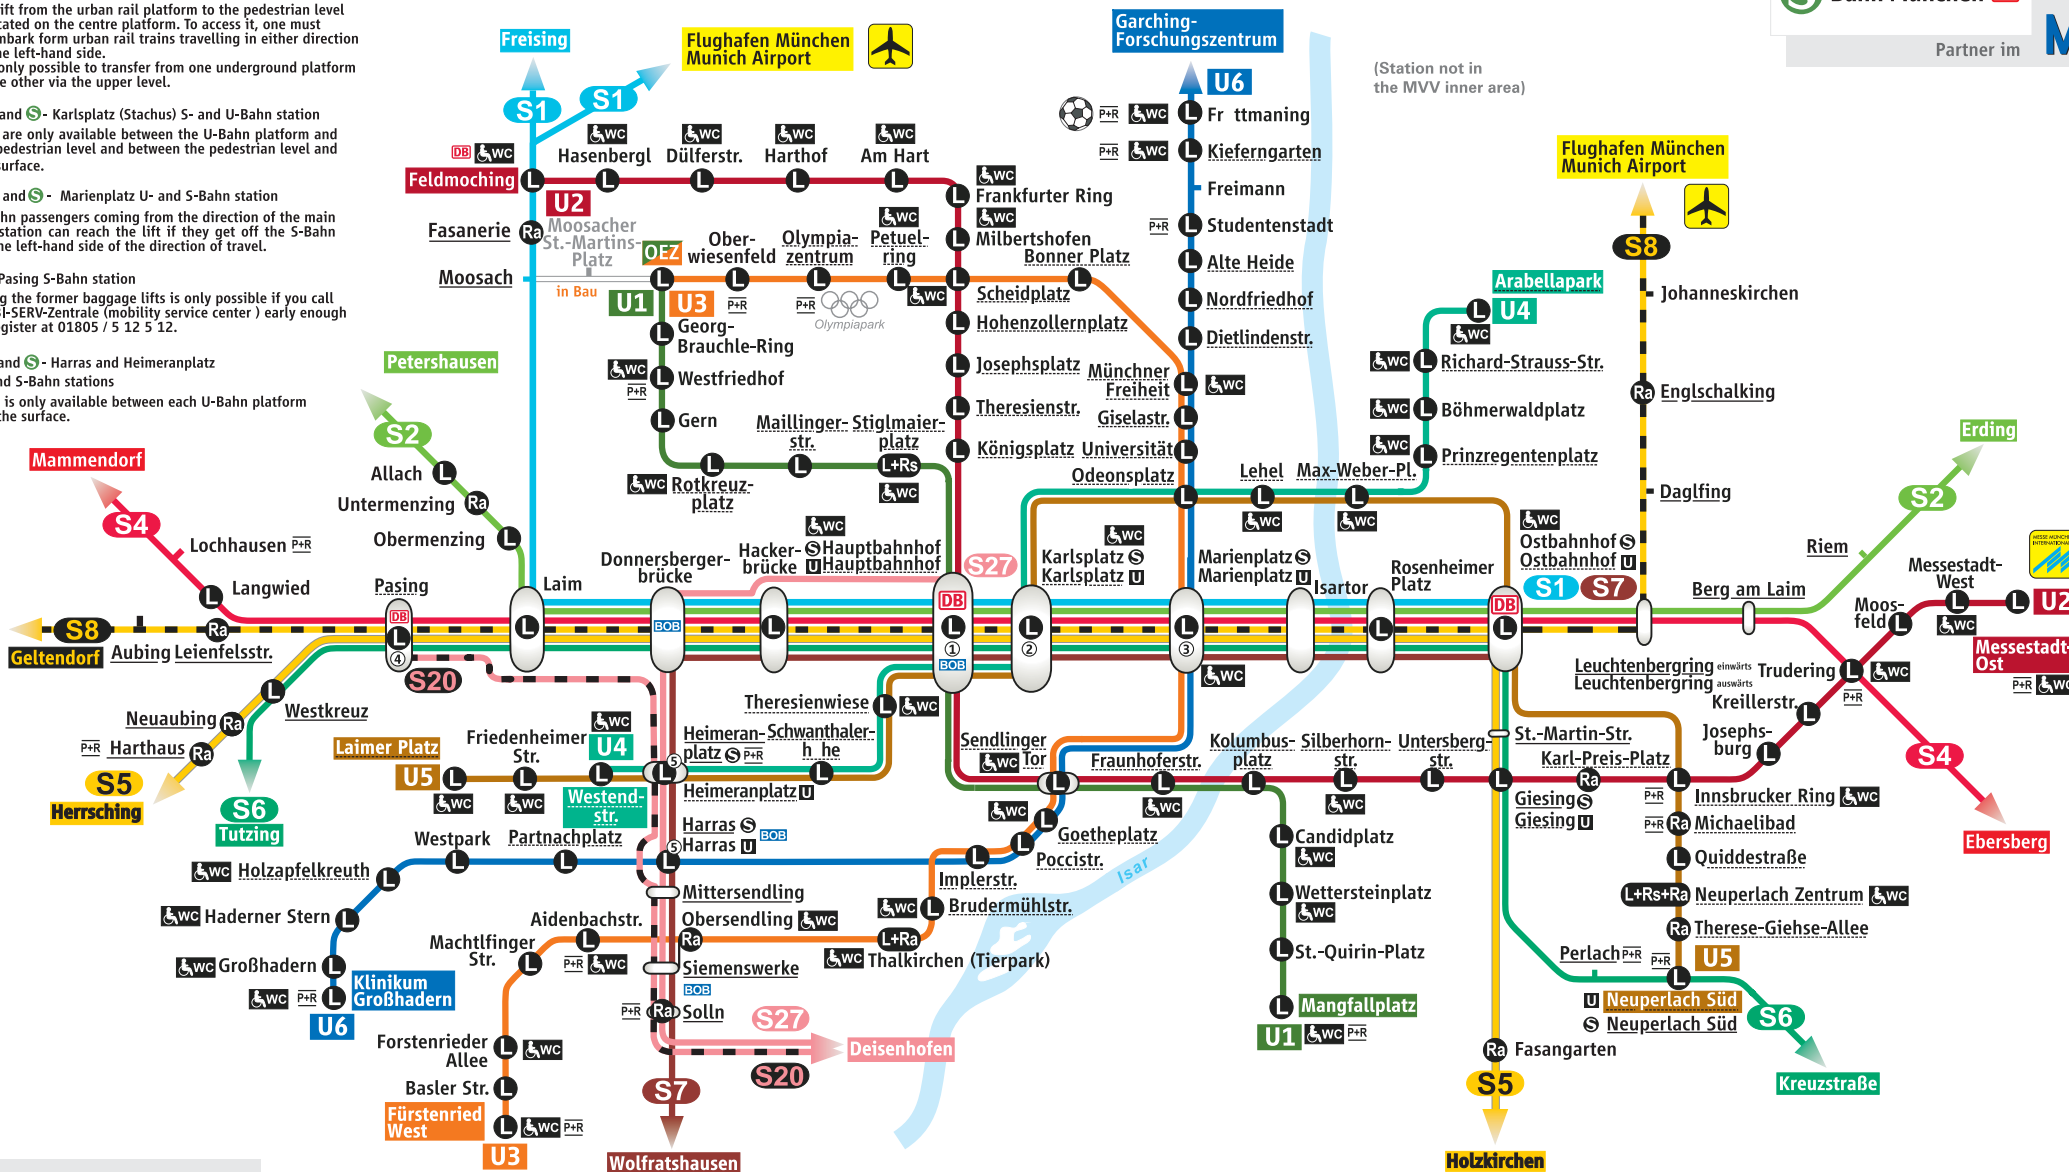 ift from the urban rail platform to the pedestrian level
cated on the centre platform. To access it, one must
mbark form urban rail trains travelling in either direction
ne left-hand side.
only possible to transfer from one underground platform
e other via the upper level.
and S - Karlsplatz (Stachus) S- and U-Bahn station
are only available between the U-Bahn platform and
pedestrian level and between the pedestrian level and
surface.
and S - Marienplatz U- and S-Bahn station
hn passengers coming from the direction of the main
station can reach the lift if they get off the S-Bahn
ne left-hand side of the direction of travel.
Pasing S-Bahn station
g the former baggage lifts is only possible if you call
BI-SERV-Zentrale (mobility service center ) early enough
egister at 01805 / 5 12 5 12.
and S - Harras and Heimeranplatz
nd S-Bahn stations
is only available between each U-Bahn platform
the surface.
Partner im
M
(Station not in
the MVV inner area)
Freising
Flughafen München
Munich Airport
S1
S1
Garching-
Forschungszentrum
U6
Fr ttmaning
Kieferngarten
Freimann
Studentenstadt
Alte Heide
Nordfriedhof
Dietlindenstr.
Münchner
Freiheit
Giselastr.
Universität
Odeonsplatz
Hasenbergl
Dülferstr.
Harthof
Am Hart
Feldmoching
U2
Frankfurter Ring
Milbertshofen
Fasanerie
Moosacher
St.-Martins-
Platz
Moosach
in Bau
OEZ
U1
U3
Ober-
wiesenfeld
Olympia-
zentrum
Petuel-
ring
Bonner Platz
Scheidplatz
Olympiapark
Hohenzollernplatz
Josephsplatz
Theresienstr.
Königsplatz
Georg-
Brauchle-Ring
Westfriedhof
Gern
Rotkreuz-
platz
Maillinger-
str.
Stiglmaier-
platz
Flughafen München
Munich Airport
S8
Johanneskirchen
Englschalking
Daglfing
Arabellapark
U4
Richard-Strauss-Str.
Böhmerwaldplatz
Prinzregentenplatz
Max-Weber-Pl.
Lehel
Petershausen
S2
Allach
Untermenzing
Obermenzing
Mammendorf
S4
Lochhausen P+R
Langwied
Pasing
Laim
Donnersberger-
brücke
Hacker-
brücke
Hauptbahnhof
Hauptbahnhof
S27
Karlsplatz
Karlsplatz
Marienplatz
Marienplatz
Isartor
Rosenheimer
Platz
Ostbahnhof
Ostbahnhof
S1
S7
Berg am Laim
Riem
Erding
S2
Messestadt-
West
U2
Messestadt-
Ost
Moos-
feld
Leuchtenbergring einwärts
Leuchtenbergring auswärts
Trudering
Kreillerstr.
Josephs-
burg
S4
Ebersberg
S8
Geltendorf
Aubing
Leienfelsstr.
S20
Westkreuz
Neuaubing
P+R Harthaus
S5
Herrsching
S6
Tutzing
Theresienwiese
Laimer Platz
U5
Friedenheimer
Str.
U4
Westend-
str.
Heimeran-
platz
Heimeranplatz
Schwanthaler-
h he
Sendlinger
Tor
Fraunhoferstr.
Kolumbus-
platz
Silberhorn-
str.
Untersberg-
str.
St.-Martin-Str.
Karl-Preis-Platz
Giesing
Giesing
Innsbrucker Ring
Michaelibad
Quiddestraße
Neuperlach Zentrum
Therese-Giehse-Allee
Perlach P+R
U5
Neuperlach Süd
Neuperlach Süd
S6
Kreuzstraße
Westpark
Partnachplatz
Harras
Harras
BOB
Goetheplatz
Poccistr.
Implerstr.
Brudermühlstr.
Thalkirchen (Tierpark)
Isar
Holzapfelkreuth
Haderner Stern
Großhadern
Klinikum
Großhadern
U6
Mittersendling
Obersendling
Siemenswerke
BOB
Solln
Aidenbachstr.
Machtlfinger
Str.
Forstenrieder
Allee
Basler Str.
Fürstenried
West
U3
S27
Deisenhofen
S20
S7
Wolfratshausen
Candidplatz
Wettersteinplatz
St.-Quirin-Platz
Mangfallplatz
U1
Fasangarten
S5
Holzkirchen